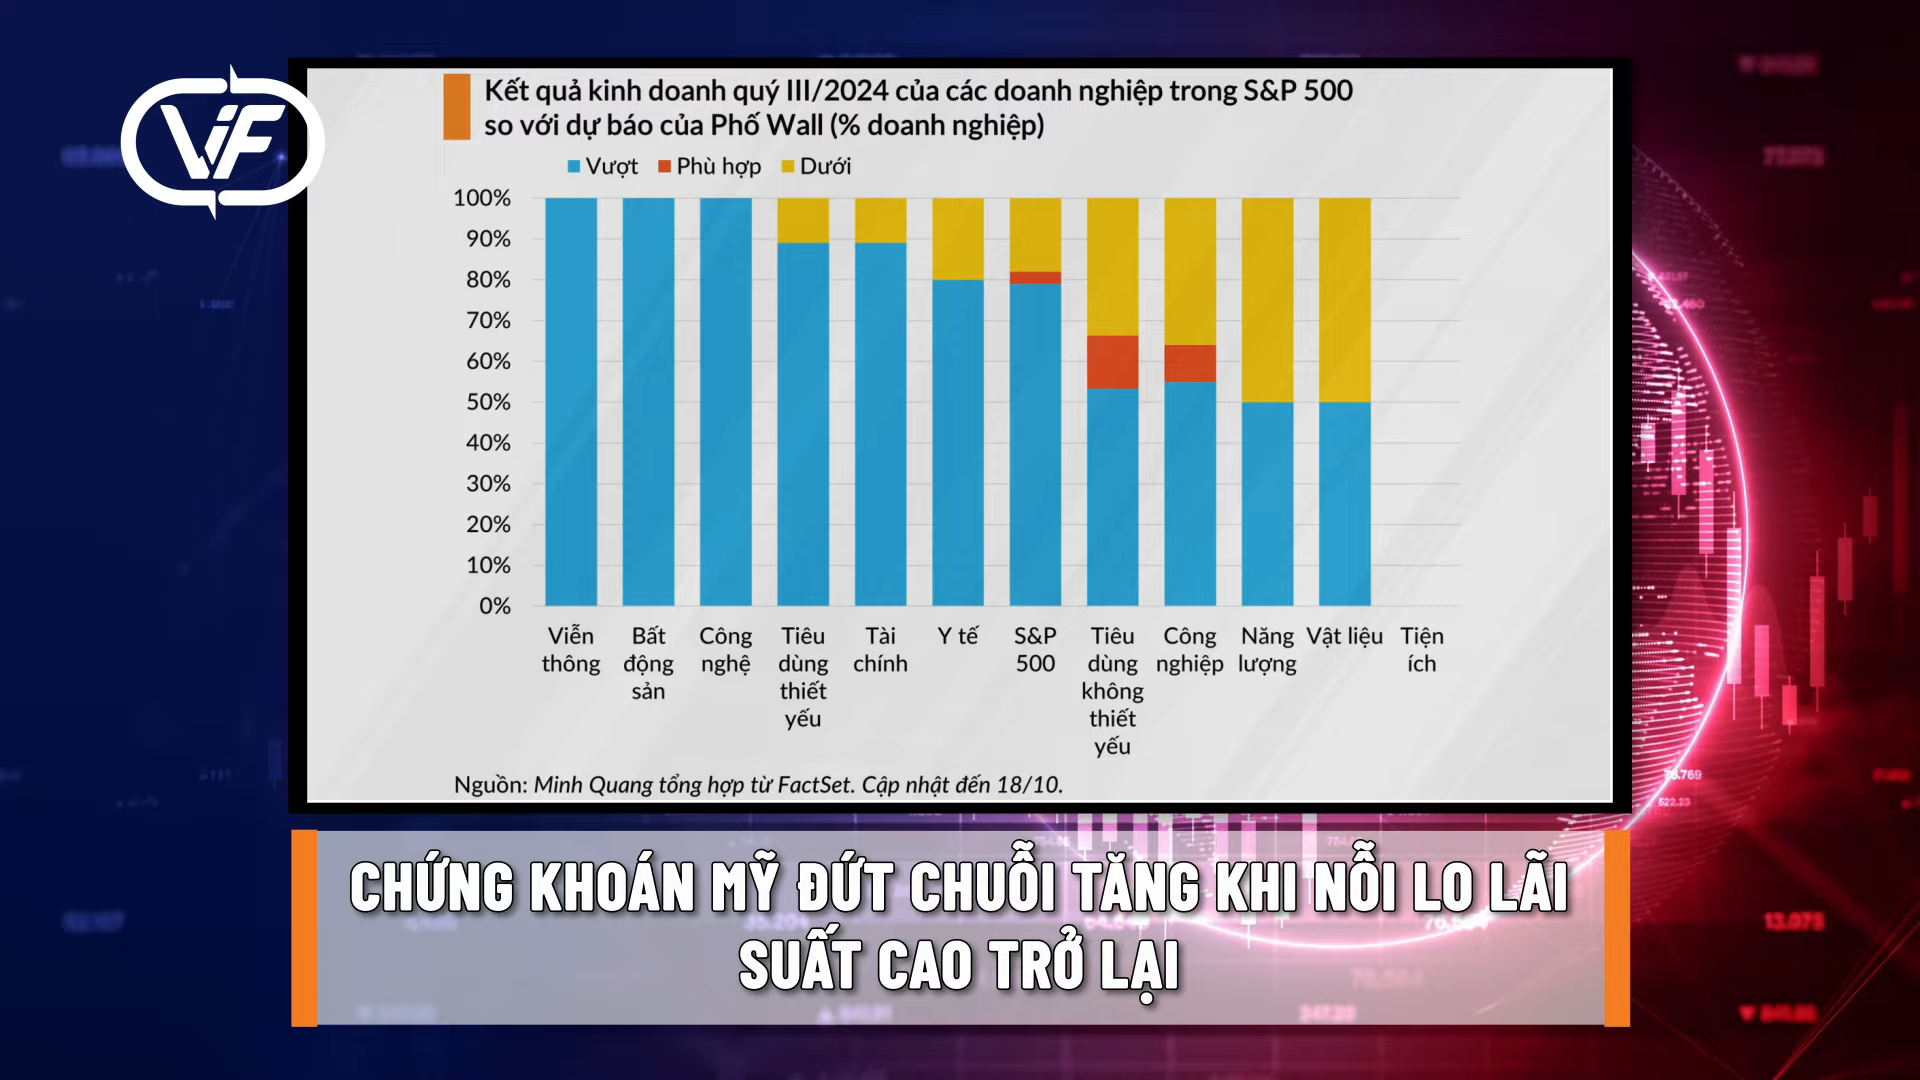 VIF
Kết quả kinh doanh quý III/2024 của các doanh nghiệp trong S&P 500
so với dự báo của Phố Wall (% doanh nghiệp)
Vượt Phù hợp Dưới
100%
90%
80%
70%
60%
50%
40%
30%
20%
10%
0%
Viễn thông
Bất động sản
Công nghệ
Tiêu dùng thiết yếu
Tài chính
Y tế
S&P 500
Tiêu dùng không thiết yếu
Công nghiệp
Năng lượng
Vật liệu
Tiện ích
Nguồn: Minh Quang tổng hợp từ FactSet. Cập nhật đến 18/10.
CHỨNG KHOÁN MỸ ĐỨT CHUỖI TĂNG KHI NỖI LO LÃI
SUẤT CAO TRỞ LẠI
13.075